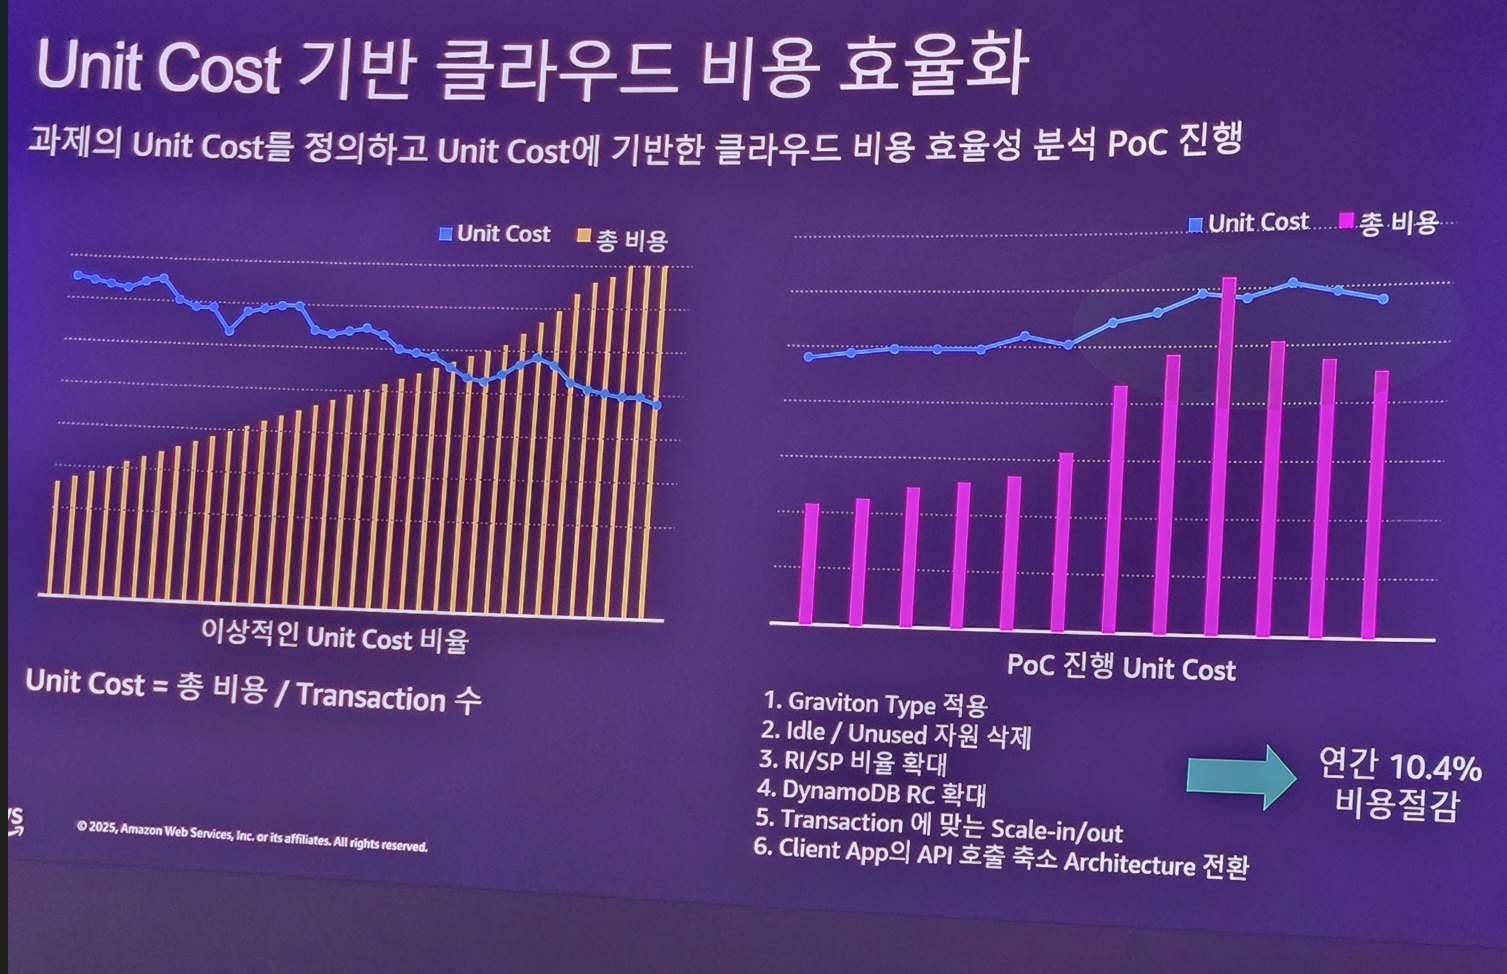 Unit Cost 기반 클라우드 비용 효율화
과제의 Unit Cost를 정의하고 Unit Cost에 기반한 클라우드 비용 효율성 분석 PoC 진행
Unit Cost 총 비용
이상적인 Unit Cost 비율
Unit Cost = 총 비용 / Transaction 수
Unit Cost 총 비용
PoC 진행 Unit Cost
1. Graviton Type 적용
2. Idle / Unused 자원 삭제
3. RI/SP 비율 확대
4. DynamoDB RC 확대
5. Transaction 에 맞는 Scale-in/out
6. Client App의 API 호출 축소 Architecture 전환
연간 10.4%
비용절감
© 2025, Amazon Web Services, Inc. or its affiliates. All rights reserved.